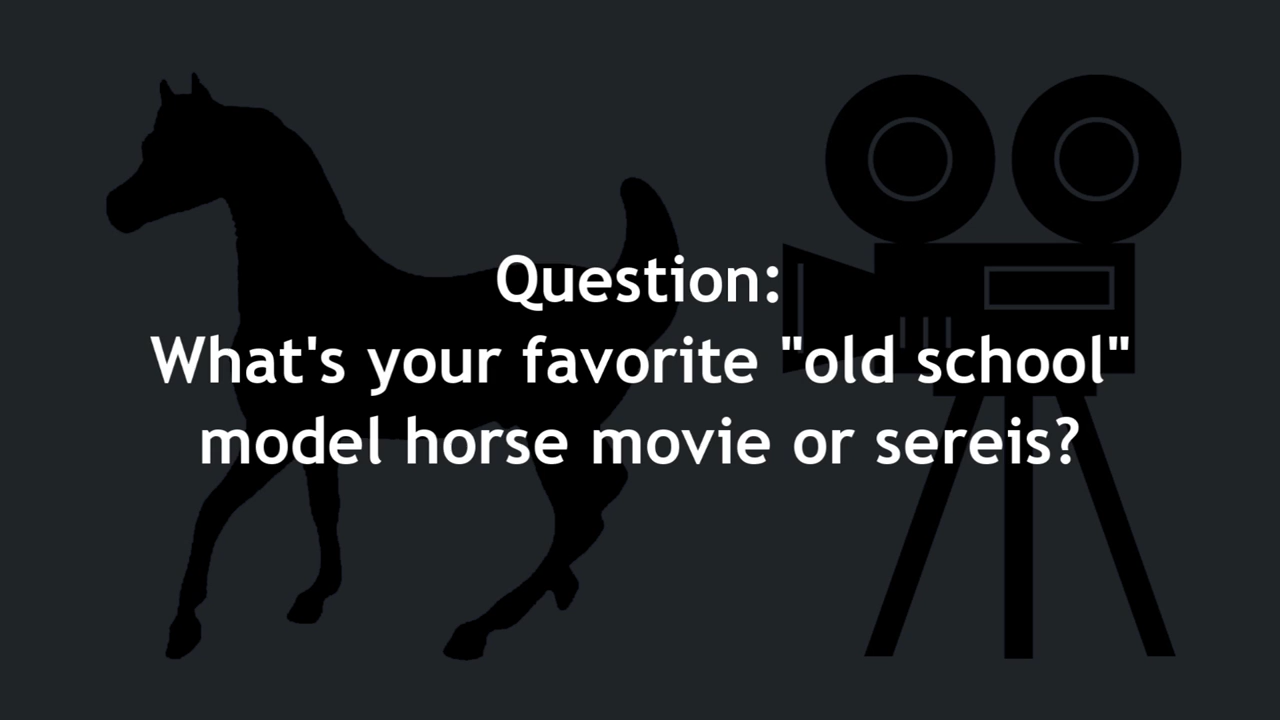 Question:
What's your favorite "old school"
model horse movie or sereis?